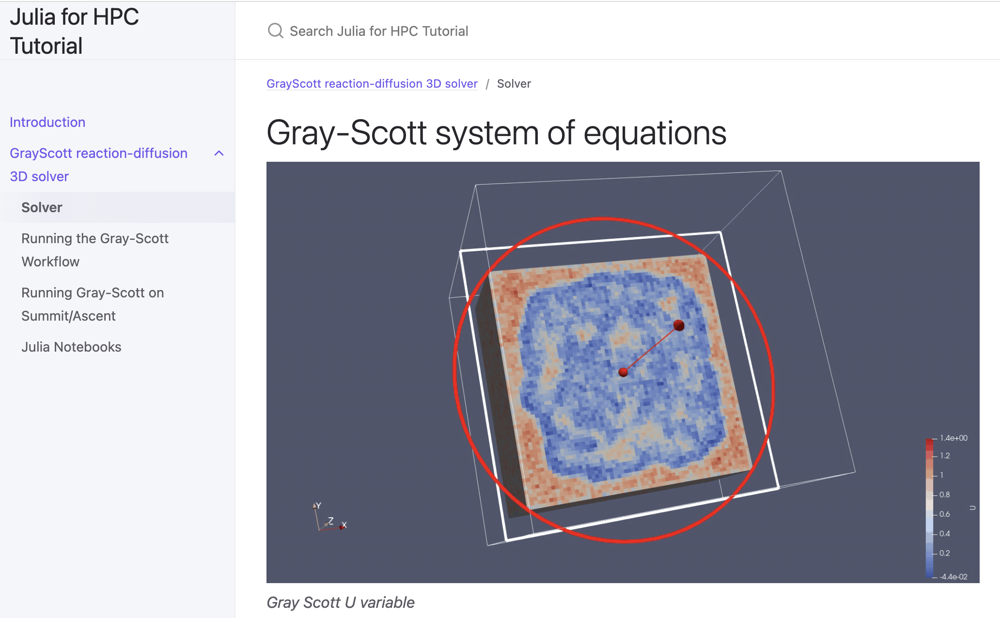 Julia for HPC
Tutorial
Search Julia for HPC Tutorial
Introduction
GrayScott reaction-diffusion
3D solver
Solver
Running the Gray-Scott
Workflow
Running Gray-Scott on
Summit/Ascent
Julia Notebooks
GrayScott reaction-diffusion 3D solver / Solver
Gray-Scott system of equations
Y
Z
X
1.4e+00
1.2
1
0.8
0.6
0.4
0.2
-4.4e-02
U
Gray Scott U variable